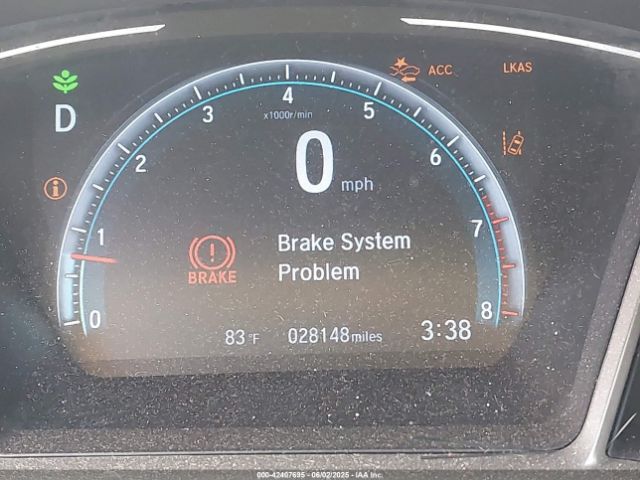 ACC LKAS
D
x1000r/min
0 1 2 3 4 5 6 7 8
0 mph
i
! BRAKE
Brake System
Problem
83°F 028148 miles 3:38
000-42407695 - 06/02/2025 - IAA Inc.